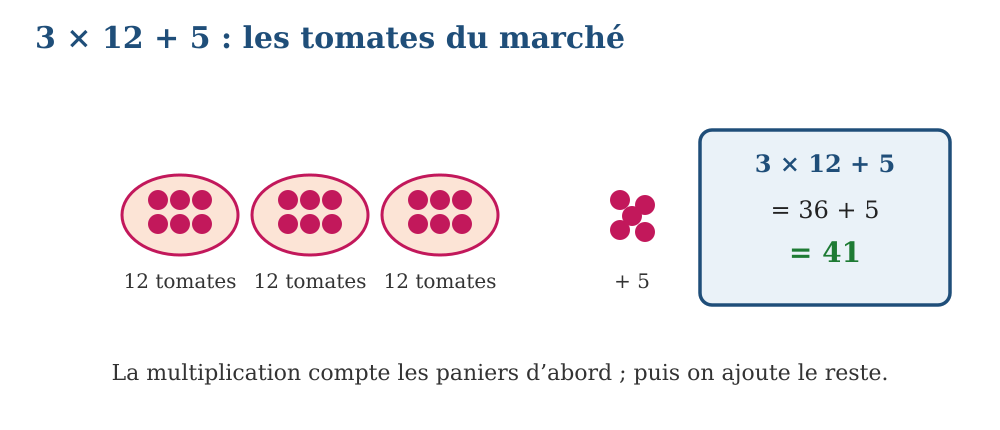 3 × 12 + 5 : les tomates du marché
12 tomates
12 tomates
12 tomates
+ 5
3 × 12 + 5
= 36 + 5
= 41
La multiplication compte les paniers d’abord ; puis on ajoute le reste.